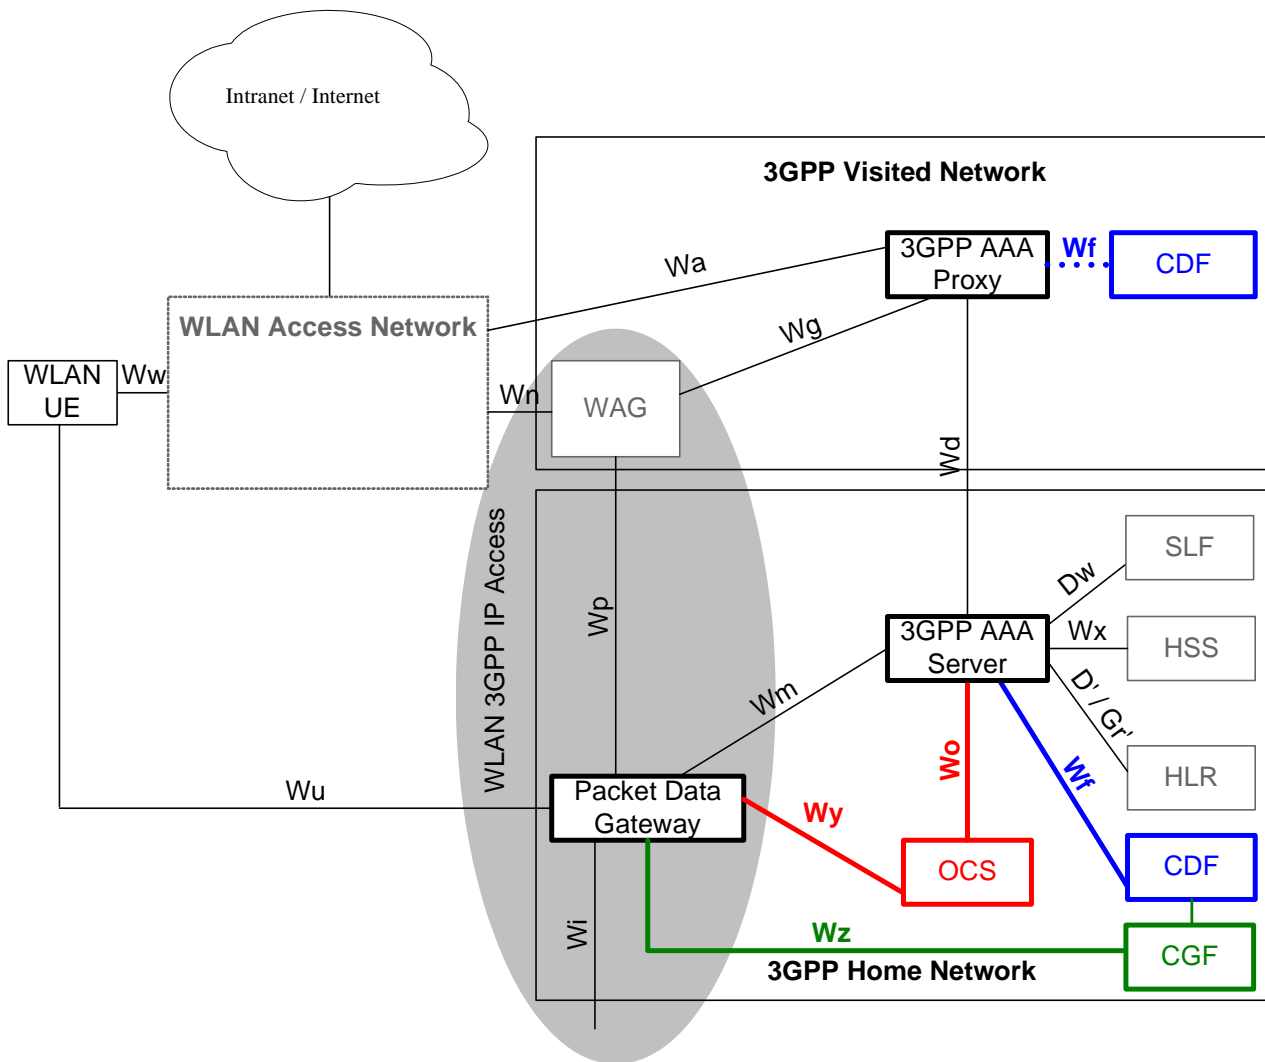 Intranet / Internet
3GPP Visited Network
3GPP AAA
Proxy
Wf
CDF
Wa
WLAN Access Network
Wg
WLAN
UE
Ww
Wn
WAG
Wd
WLAN 3GPP IP Access
SLF
Dw
Wp
3GPP AAA
Server
Wx
HSS
Wm
D' / Gr'
Wo
Wf
HLR
Wu
Packet Data
Gateway
Wy
OCS
CDF
Wi
Wz
CGF
3GPP Home Network